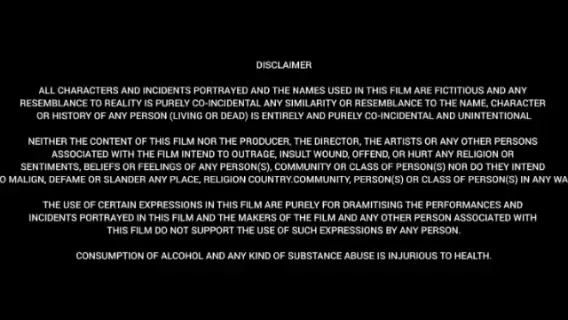 DISCLAIMER
ALL CHARACTERS AND INCIDENTS PORTRAYED AND THE NAMES USED IN THIS FILM ARE FICTITIOUS AND ANY
RESEMBLANCE TO REALITY IS PURELY CO-INCIDENTAL ANY SIMILARITY OR RESEMBLANCE TO THE NAME, CHARACTER
OR HISTORY OF ANY PERSON (LIVING OR DEAD) IS ENTIRELY AND PURELY CO-INCIDENTAL AND UNINTENTIONAL
NEITHER THE CONTENT OF THIS FILM NOR THE PRODUCER, THE DIRECTOR, THE ARTISTS OR ANY OTHER PERSONS
ASSOCIATED WITH THE FILM INTEND TO OUTRAGE, INSULT WOUND, OFFEND, OR HURT ANY RELIGION OR
SENTIMENTS, BELIEFS OR FEELINGS OF ANY PERSON(S), COMMUNITY OR CLASS OF PERSON(S) NOR DO THEY INTEND
O MALIGN, DEFAME OR SLANDER ANY PLACE, RELIGION COUNTRY.COMMUNITY, PERSON(S) OR CLASS OF PERSON(S) IN ANY WA
THE USE OF CERTAIN EXPRESSIONS IN THIS FILM ARE PURELY FOR DRAMITISING THE PERFORMANCES AND
INCIDENTS PORTRAYED IN THIS FILM AND THE MAKERS OF THE FILM AND ANY OTHER PERSON ASSOCIATED WITH
THIS FILM DO NOT SUPPORT THE USE OF SUCH EXPRESSIONS BY ANY PERSON.
CONSUMPTION OF ALCOHOL AND ANY KIND OF SUBSTANCE ABUSE IS INJURIOUS TO HEALTH.